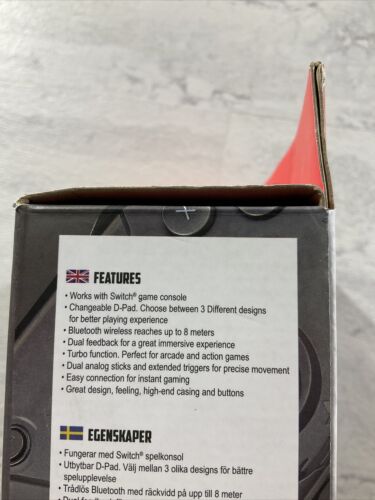 FEATURES
• Works with Switch® game console
• Changeable D-Pad. Choose between 3 Different designs
for better playing experience
• Bluetooth wireless reaches up to 8 meters
• Dual feedback for a great immersive experience
• Turbo function. Perfect for arcade and action games
• Dual analog sticks and extended triggers for precise movement
• Easy connection for instant gaming
• Great design, feeling, high-end casing and buttons
EGENSKAPER
• Fungerar med Switch® spelkonsol
• Utbytbar D-Pad. Välj mellan 3 olika designs för bättre
spelupplevelse
• Trådlös Bluetooth med räckvidd på upp till 8 meter